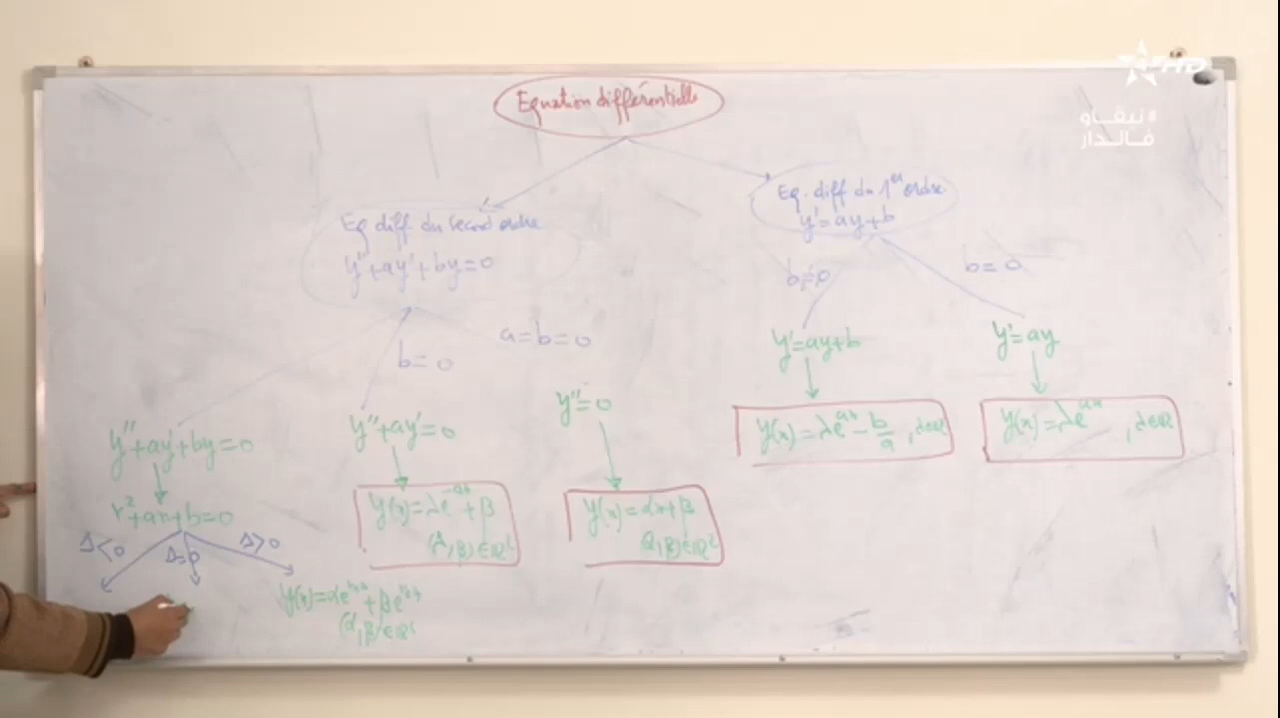 Equation différentielle
HD
# نبقاو
فالدار
Eq diff du second ordre
y''+ay'+by=0
a=b=0
b=0
y''+ay'+by=0
r²+ar+b=0
Δ<0
Δ=0
Δ>0
y(x)=αe^{r₁x}+βe^{r₂x}
(α,β)∈ℝ²
y''+ay'=0
y(x)=λe^{-ax}+β
(λ,β)∈ℝ²
y''=0
y(x)=αx+β
(α,β)∈ℝ²
Eq. diff du 1er ordre
y'=ay+b
b≠0
b=0
y'=ay+b
y(x)=λe^{ax}-b/a, λ∈ℝ
y'=ay
y(x)=λe^{ax}, λ∈ℝ